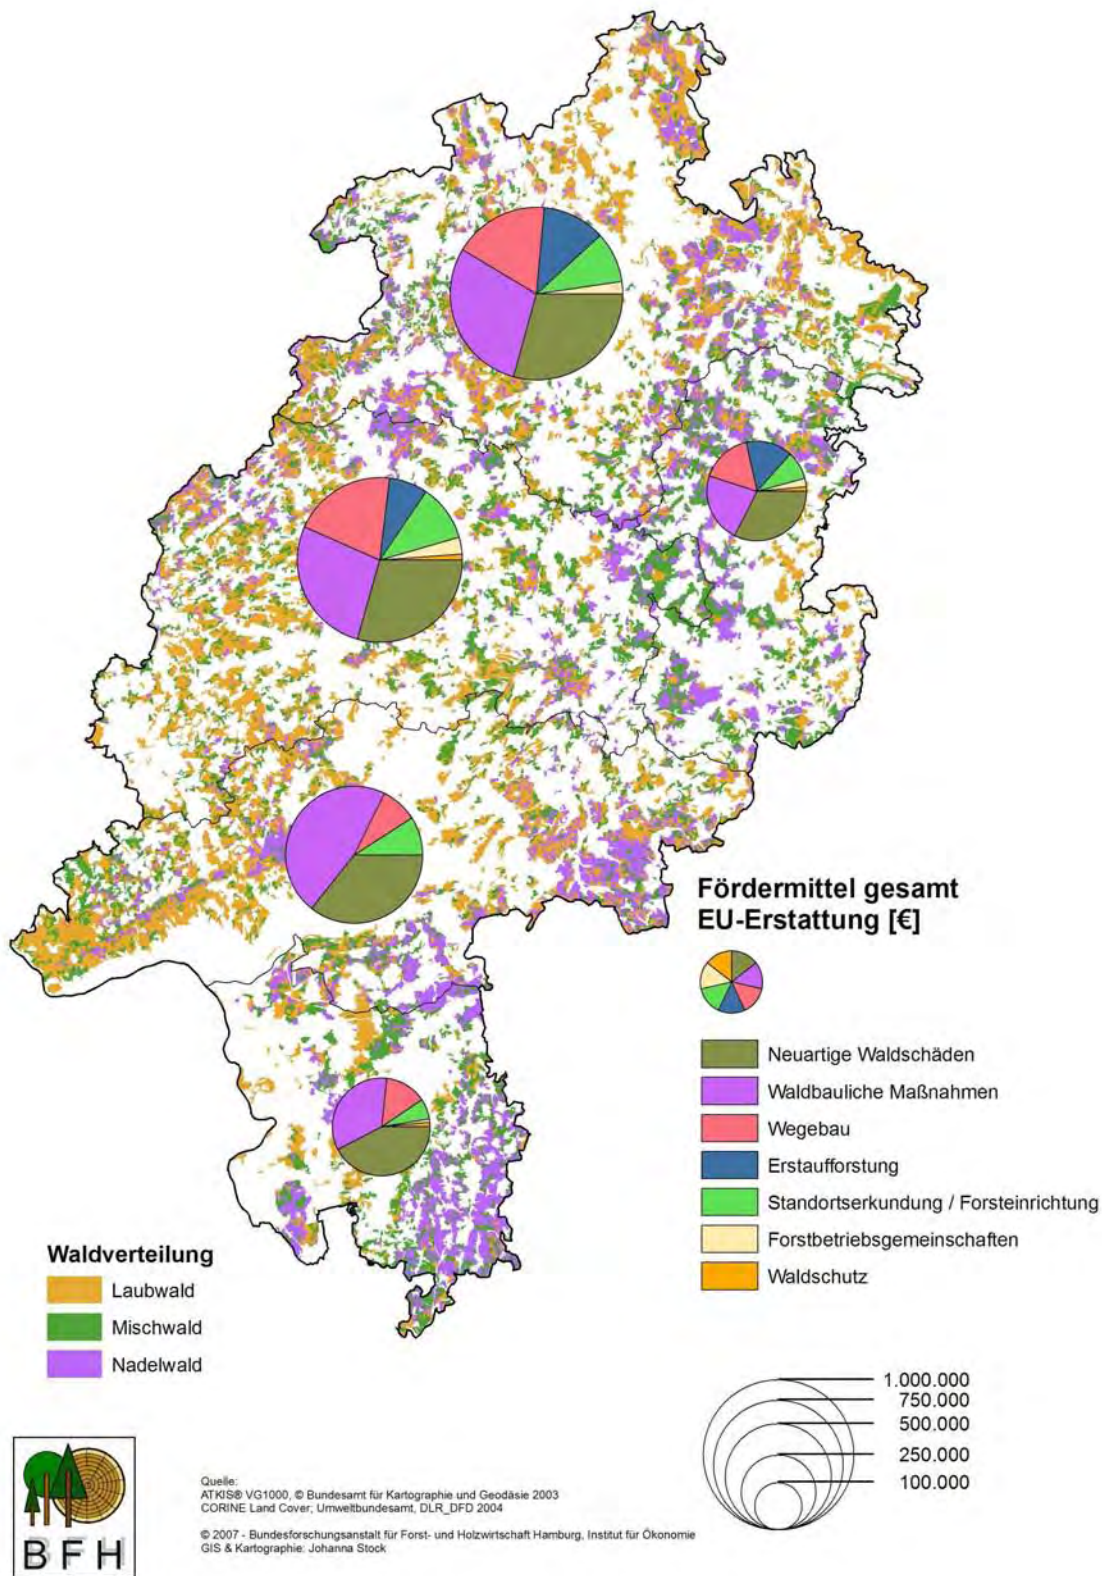 Fördermittel gesamt
EU-Erstattung [€]
Neuartige Waldschäden
Waldbauliche Maßnahmen
Wegebau
Erstaufforstung
Standortserkundung / Forsteinrichtung
Forstbetriebsgemeinschaften
Waldschutz
Waldverteilung
Laubwald
Mischwald
Nadelwald
1.000.000
750.000
500.000
250.000
100.000
BFH
Quelle:
ATKIS® VG1000, © Bundesamt für Kartographie und Geodäsie 2003
CORINE Land Cover; Umweltbundesamt, DLR_DFD 2004
© 2007 - Bundesforschungsanstalt für Forst- und Holzwirtschaft Hamburg, Institut für Ökonomie
GIS & Kartographie: Johanna Stock